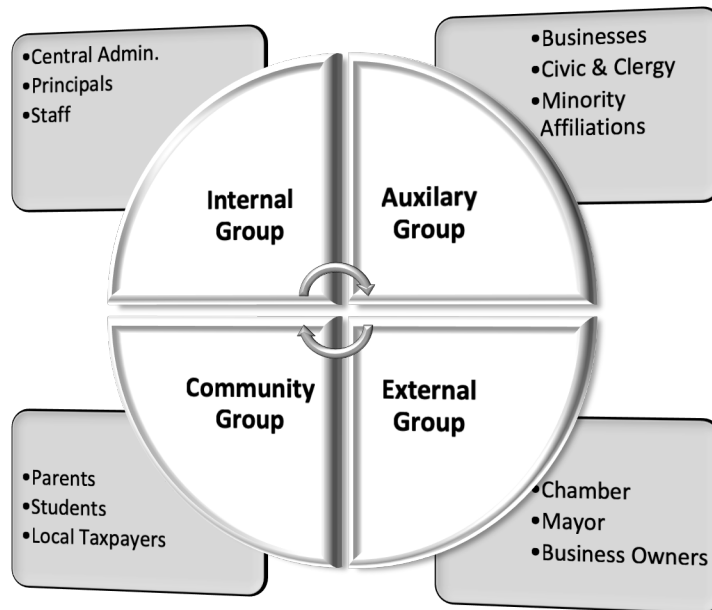 •Central Admin.
•Principals
•Staff
•Businesses
•Civic & Clergy
•Minority
Affiliations
Internal
Group
Auxilary
Group
Community
Group
External
Group
•Parents
•Students
•Local Taxpayers
•Chamber
•Mayor
•Business Owners